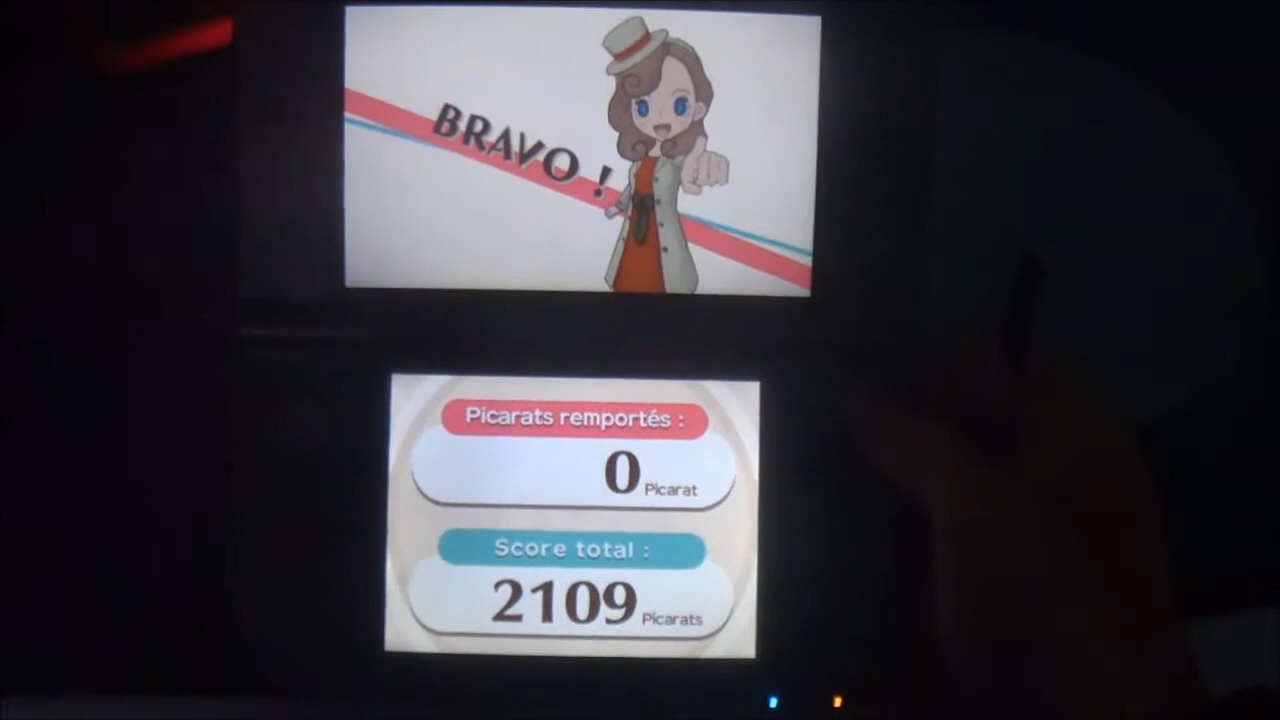 BRAVO !
Picarats remportés :
0 Picarat
Score total :
2109 Picarats